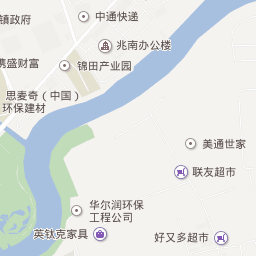 镇政府
中通快递
兆南办公楼
携盛财富
锦田产业园
思麦奇（中国）
环保建材
美通世家
联友超市
华尔润环保
工程公司
英钛克家具
好又多超市